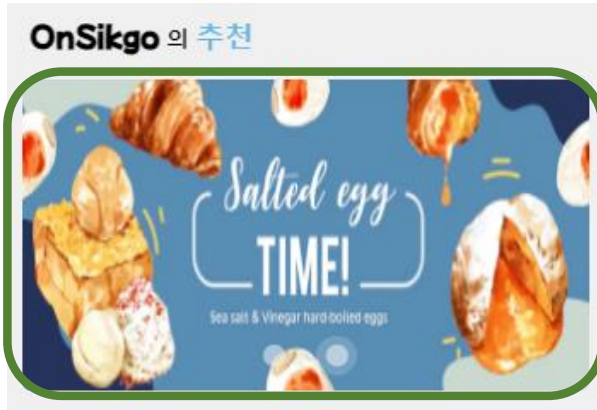 OnSikgo 의 추천
Salted egg
TIME!
Sea salt & Vinegar hard-boiled eggs